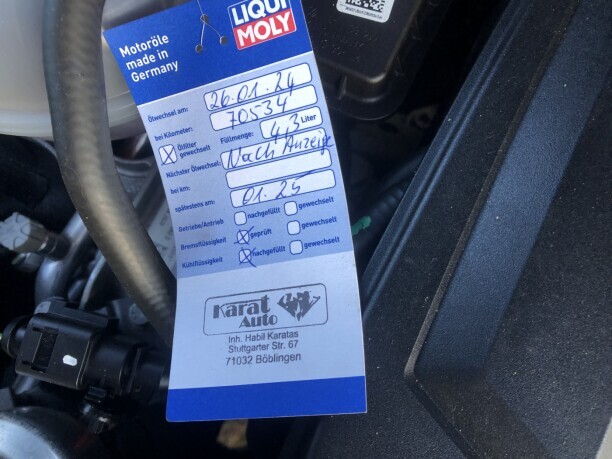 LIQUI
MOLY
Motoröle
made in
Germany
Ölwechsel am: 26.01.24
bei Kilometer: 70534
Ölfilter gewechselt Füllmenge: 4,3 Liter
Nächster Ölwechsel: Nach Anzeige
bei km:
spätestens am: 01.25
Getriebe/Antrieb nachgefüllt gewechselt
Bremsflüssigkeit geprüft gewechselt
Kühlflüssigkeit nachgefüllt gewechselt
Karat
Auto
Inh. Habil Karatas
Stuttgarter Str. 67
71032 Böblingen